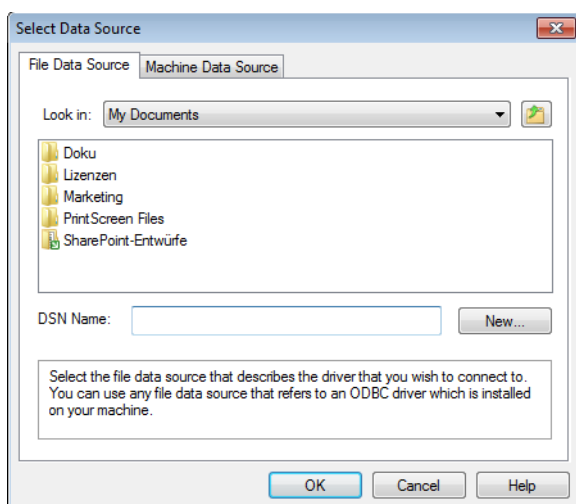 Select Data Source
File Data Source
Machine Data Source
Look in:
My Documents
Doku
Lizenzen
Marketing
PrintScreen Files
SharePoint-Entwürfe
DSN Name:
New...
Select the file data source that describes the driver that you wish to connect to.
You can use any file data source that refers to an ODBC driver which is installed
on your machine.
OK
Cancel
Help